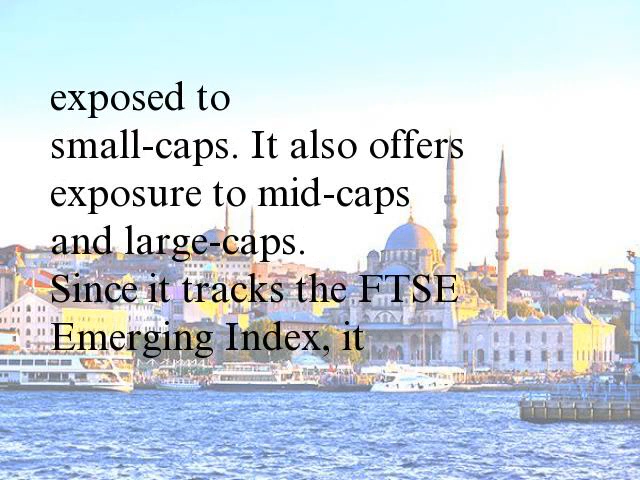 exposed to
small-caps. It also offers
exposure to mid-caps
and large-caps.
Since it tracks the FTSE
Emerging Index, it